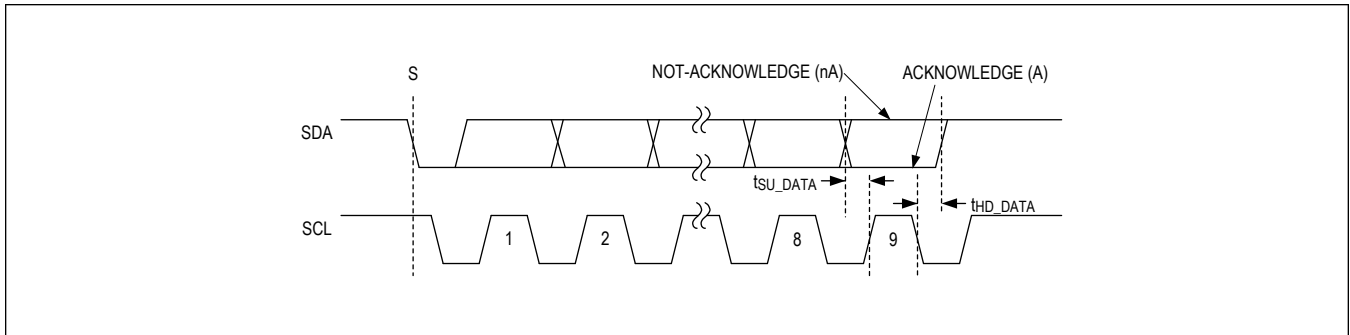 S
NOT-ACKNOWLEDGE (nA)
ACKNOWLEDGE (A)
SDA
tSU_DATA
tHD_DATA
SCL
1
2
8
9